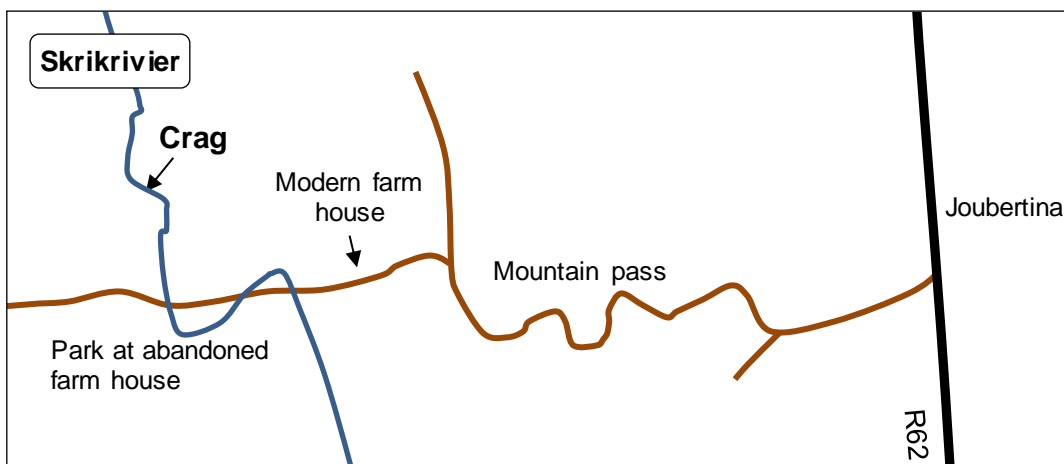 Skrikrivier
Crag
Modern farm
house
Joubertina
Mountain pass
Park at abandoned
farm house
R62